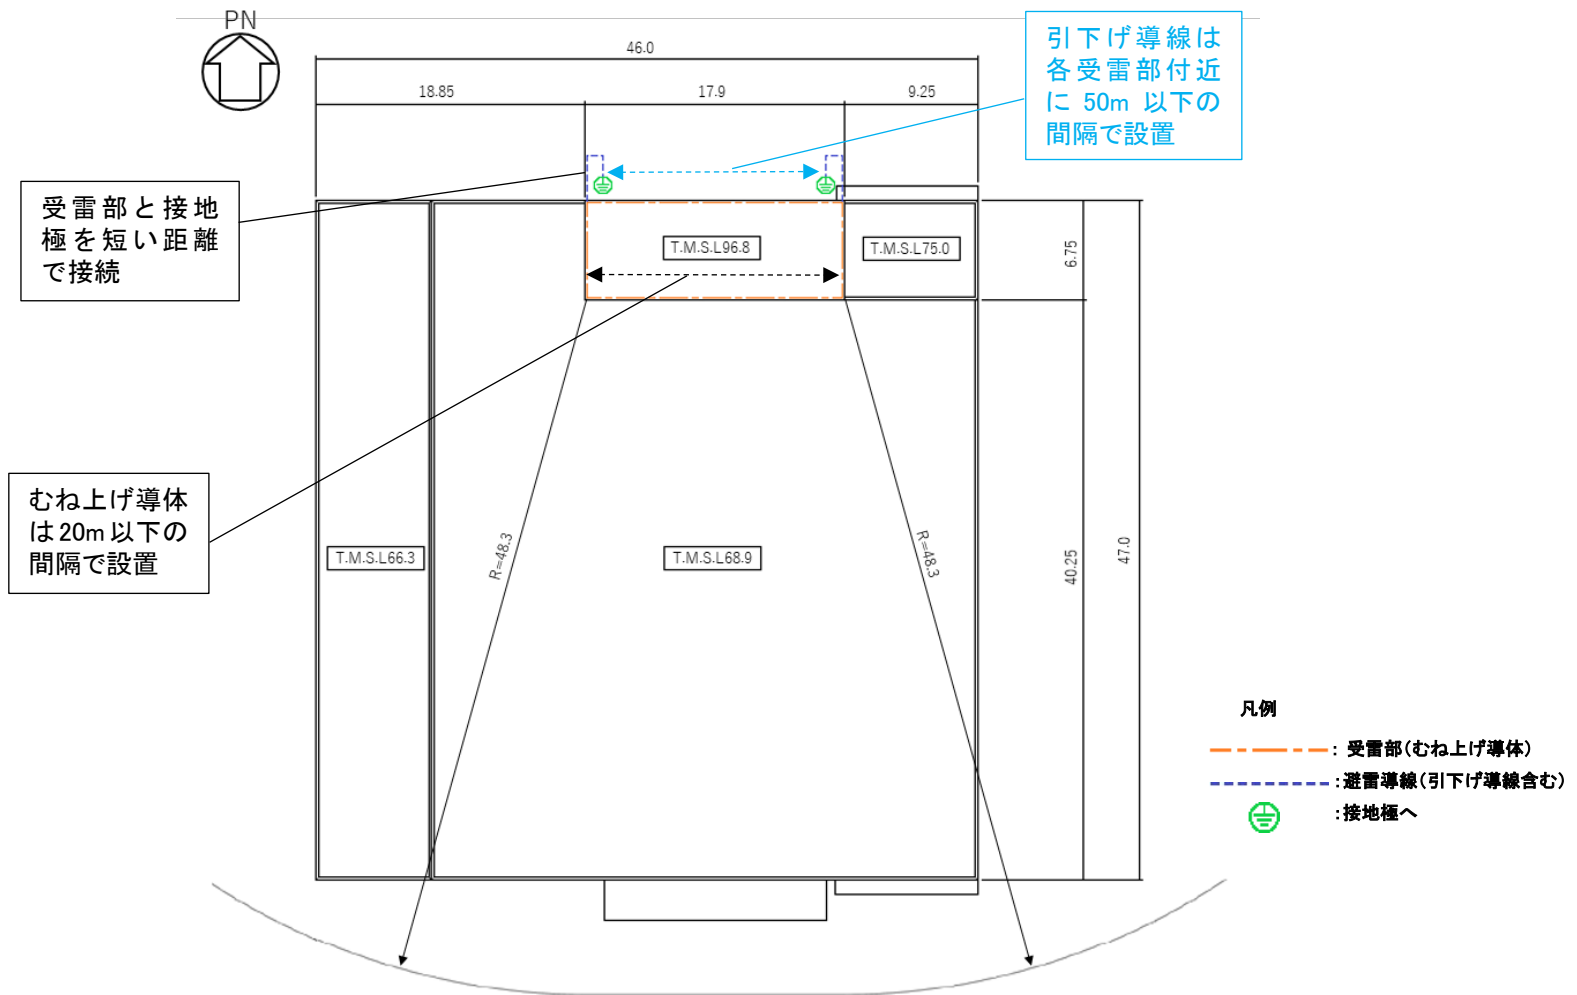 PN
46.0
18.85
17.9
9.25
引下げ導線は
各受雷部付近
に 50m 以下の
間隔で設置
受雷部と接地
極を短い距離
で接続
T.M.S.L96.8
T.M.S.L75.0
6.75
むね上げ導体
は20m以下の
間隔で設置
T.M.S.L66.3
R=48.3
T.M.S.L68.9
R=48.3
40.25
47.0
凡例
: 受雷部(むね上げ導体)
:避雷導線(引下げ導線含む)
:接地極へ